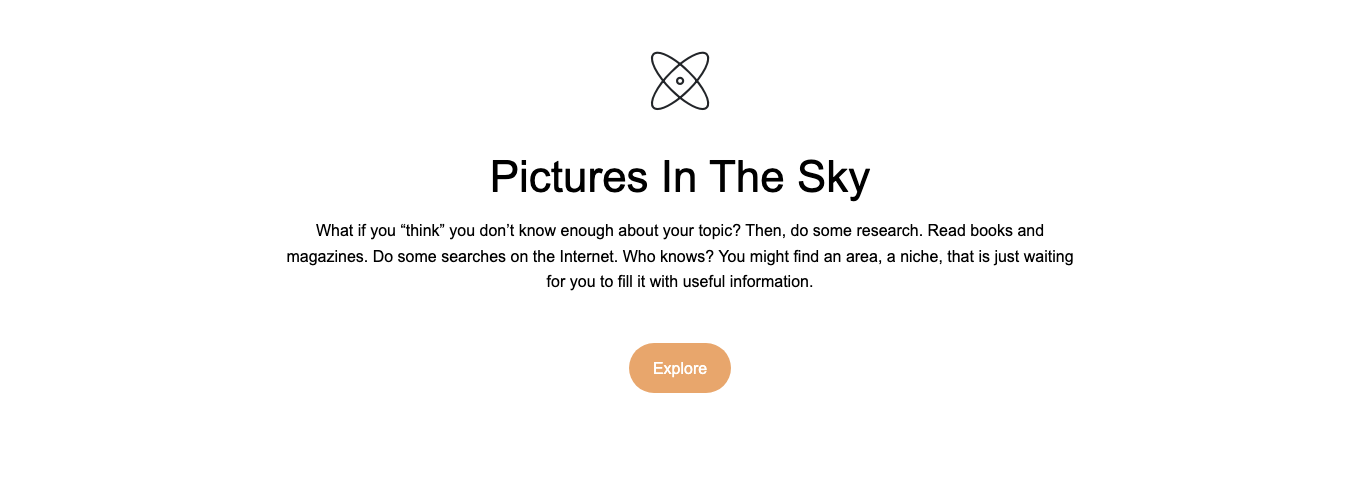 Pictures In The Sky
What if you “think” you don’t know enough about your topic? Then, do some research. Read books and
magazines. Do some searches on the Internet. Who knows? You might find an area, a niche, that is just waiting
for you to fill it with useful information.
Explore